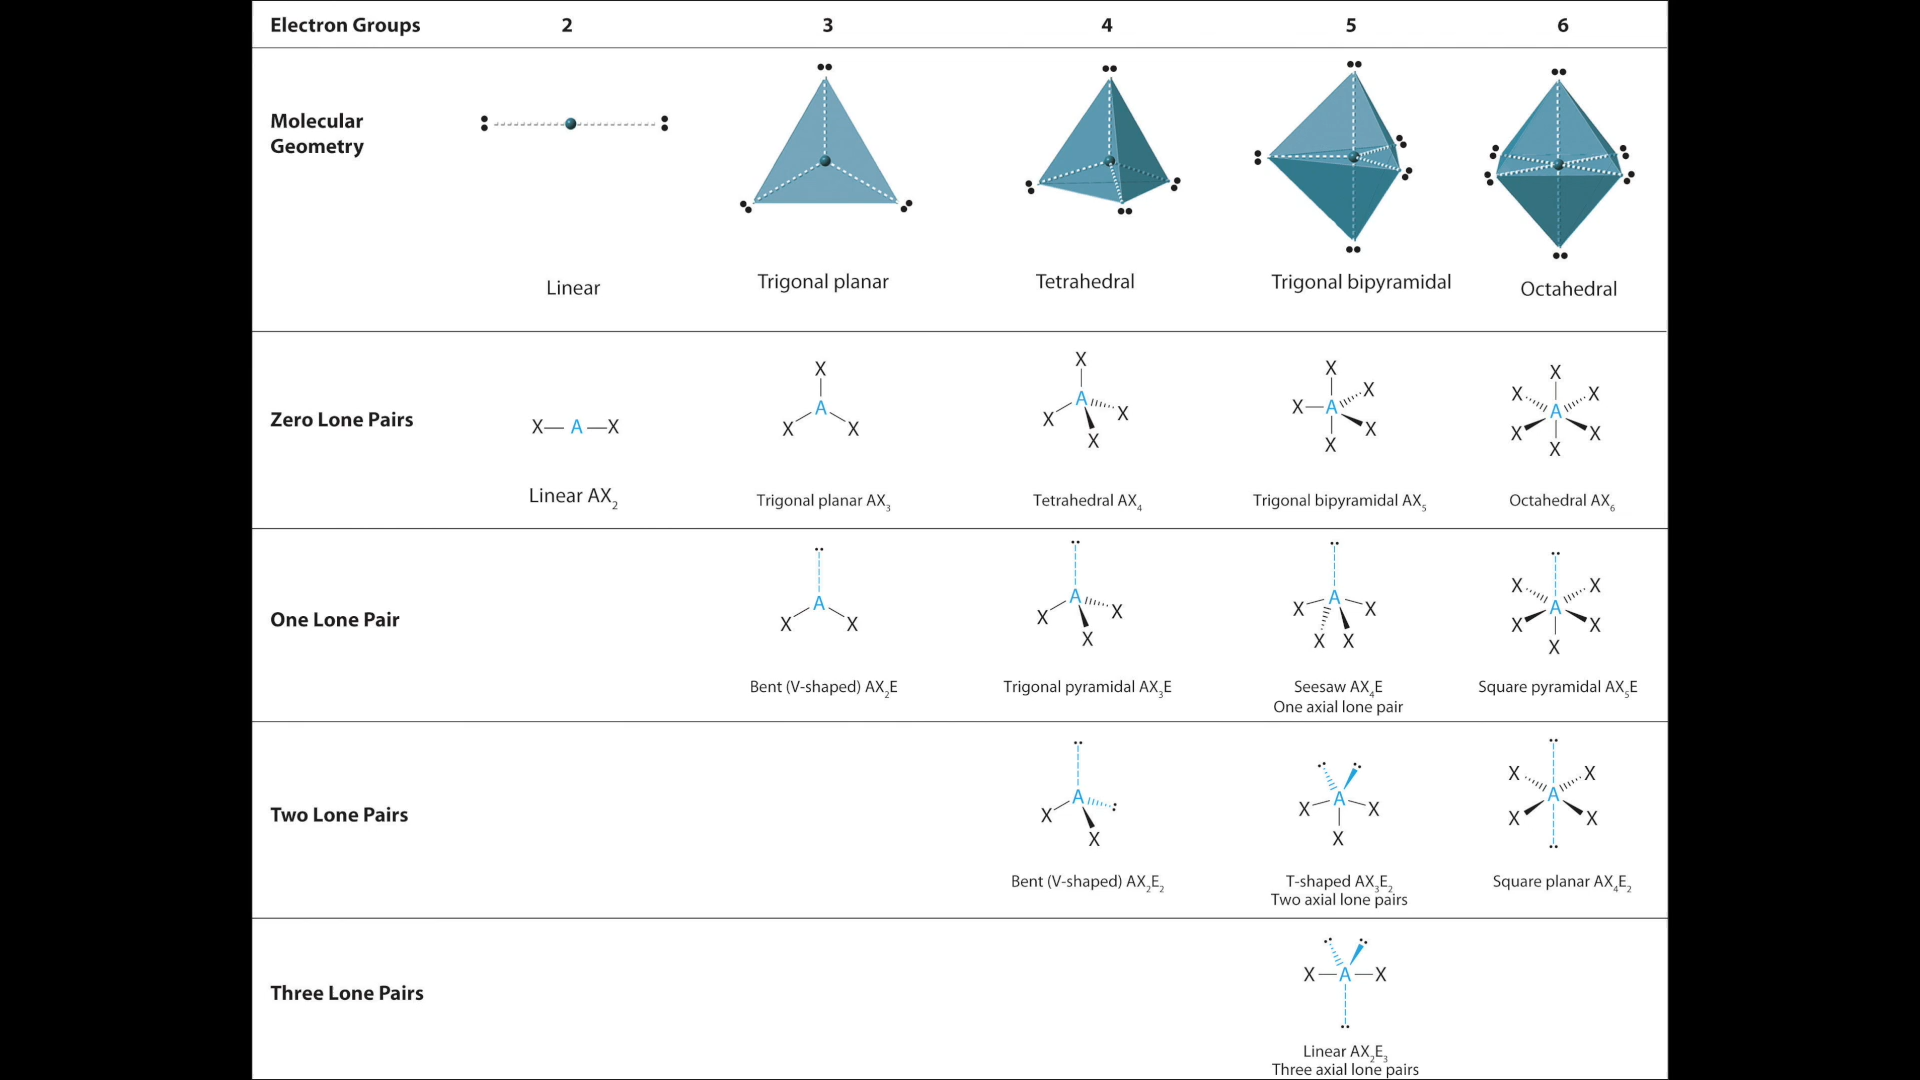 Electron Groups 2 3 4 5 6
Molecular
Geometry
Linear Trigonal planar Tetrahedral Trigonal bipyramidal Octahedral
X
X X X X X X
X—A—X A X A X X—A A
X X X X X X X
X X
Zero Lone Pairs
Linear AX₂ Trigonal planar AX₃ Tetrahedral AX₄ Trigonal bipyramidal AX₅ Octahedral AX₆
A A X A X X A X
X X X X X X X X A X
X X X X
One Lone Pair
Bent (V-shaped) AX₂E Trigonal pyramidal AX₃E Seesaw AX₄E Square pyramidal AX₅E
One axial lone pair
X X
A A A
X X X X X
X X
Two Lone Pairs
Bent (V-shaped) AX₂E₂ T-shaped AX₃E₂ Square planar AX₄E₂
Two axial lone pairs
X—A—X
Three Lone Pairs
Linear AX₂E₃
Three axial lone pairs